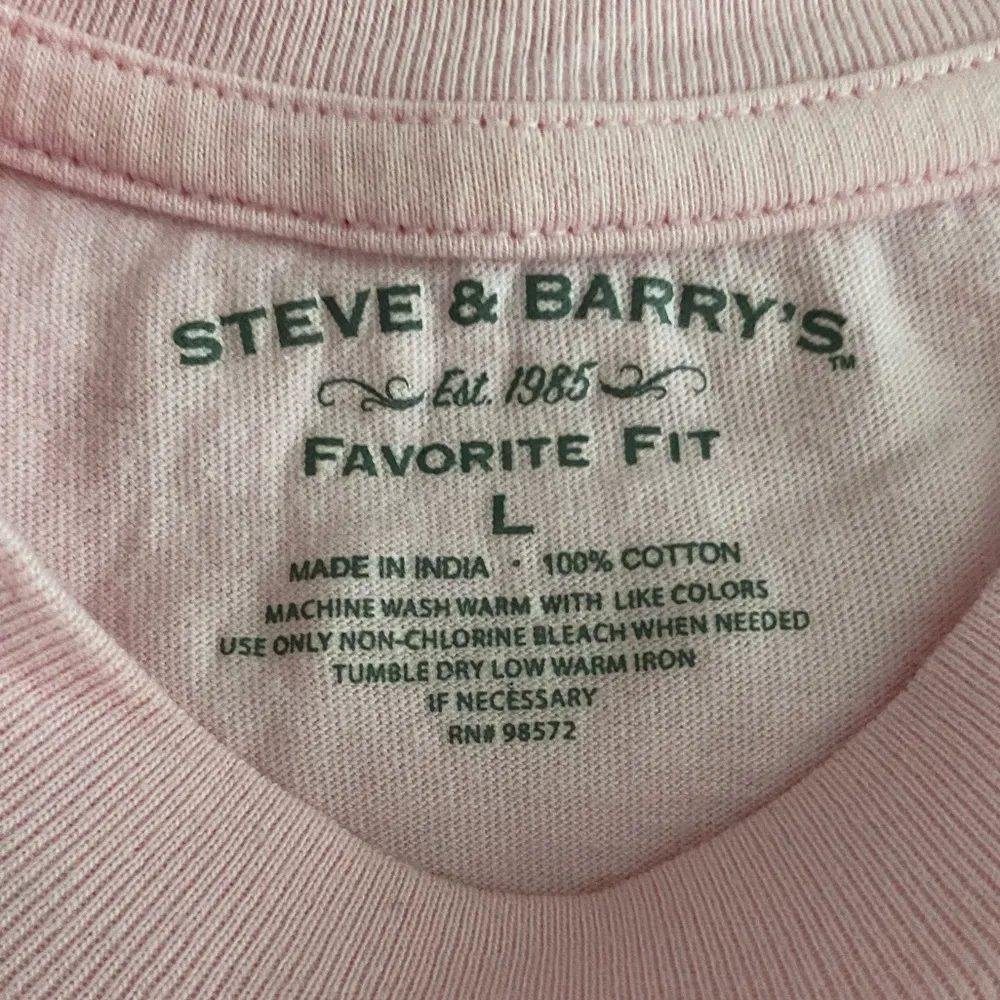 STEVE & BARRY'S™
Est. 1985
FAVORITE FIT
L
MADE IN INDIA · 100% COTTON
MACHINE WASH WARM WITH LIKE COLORS
USE ONLY NON-CHLORINE BLEACH WHEN NEEDED
TUMBLE DRY LOW WARM IRON
IF NECESSARY
RN# 98572